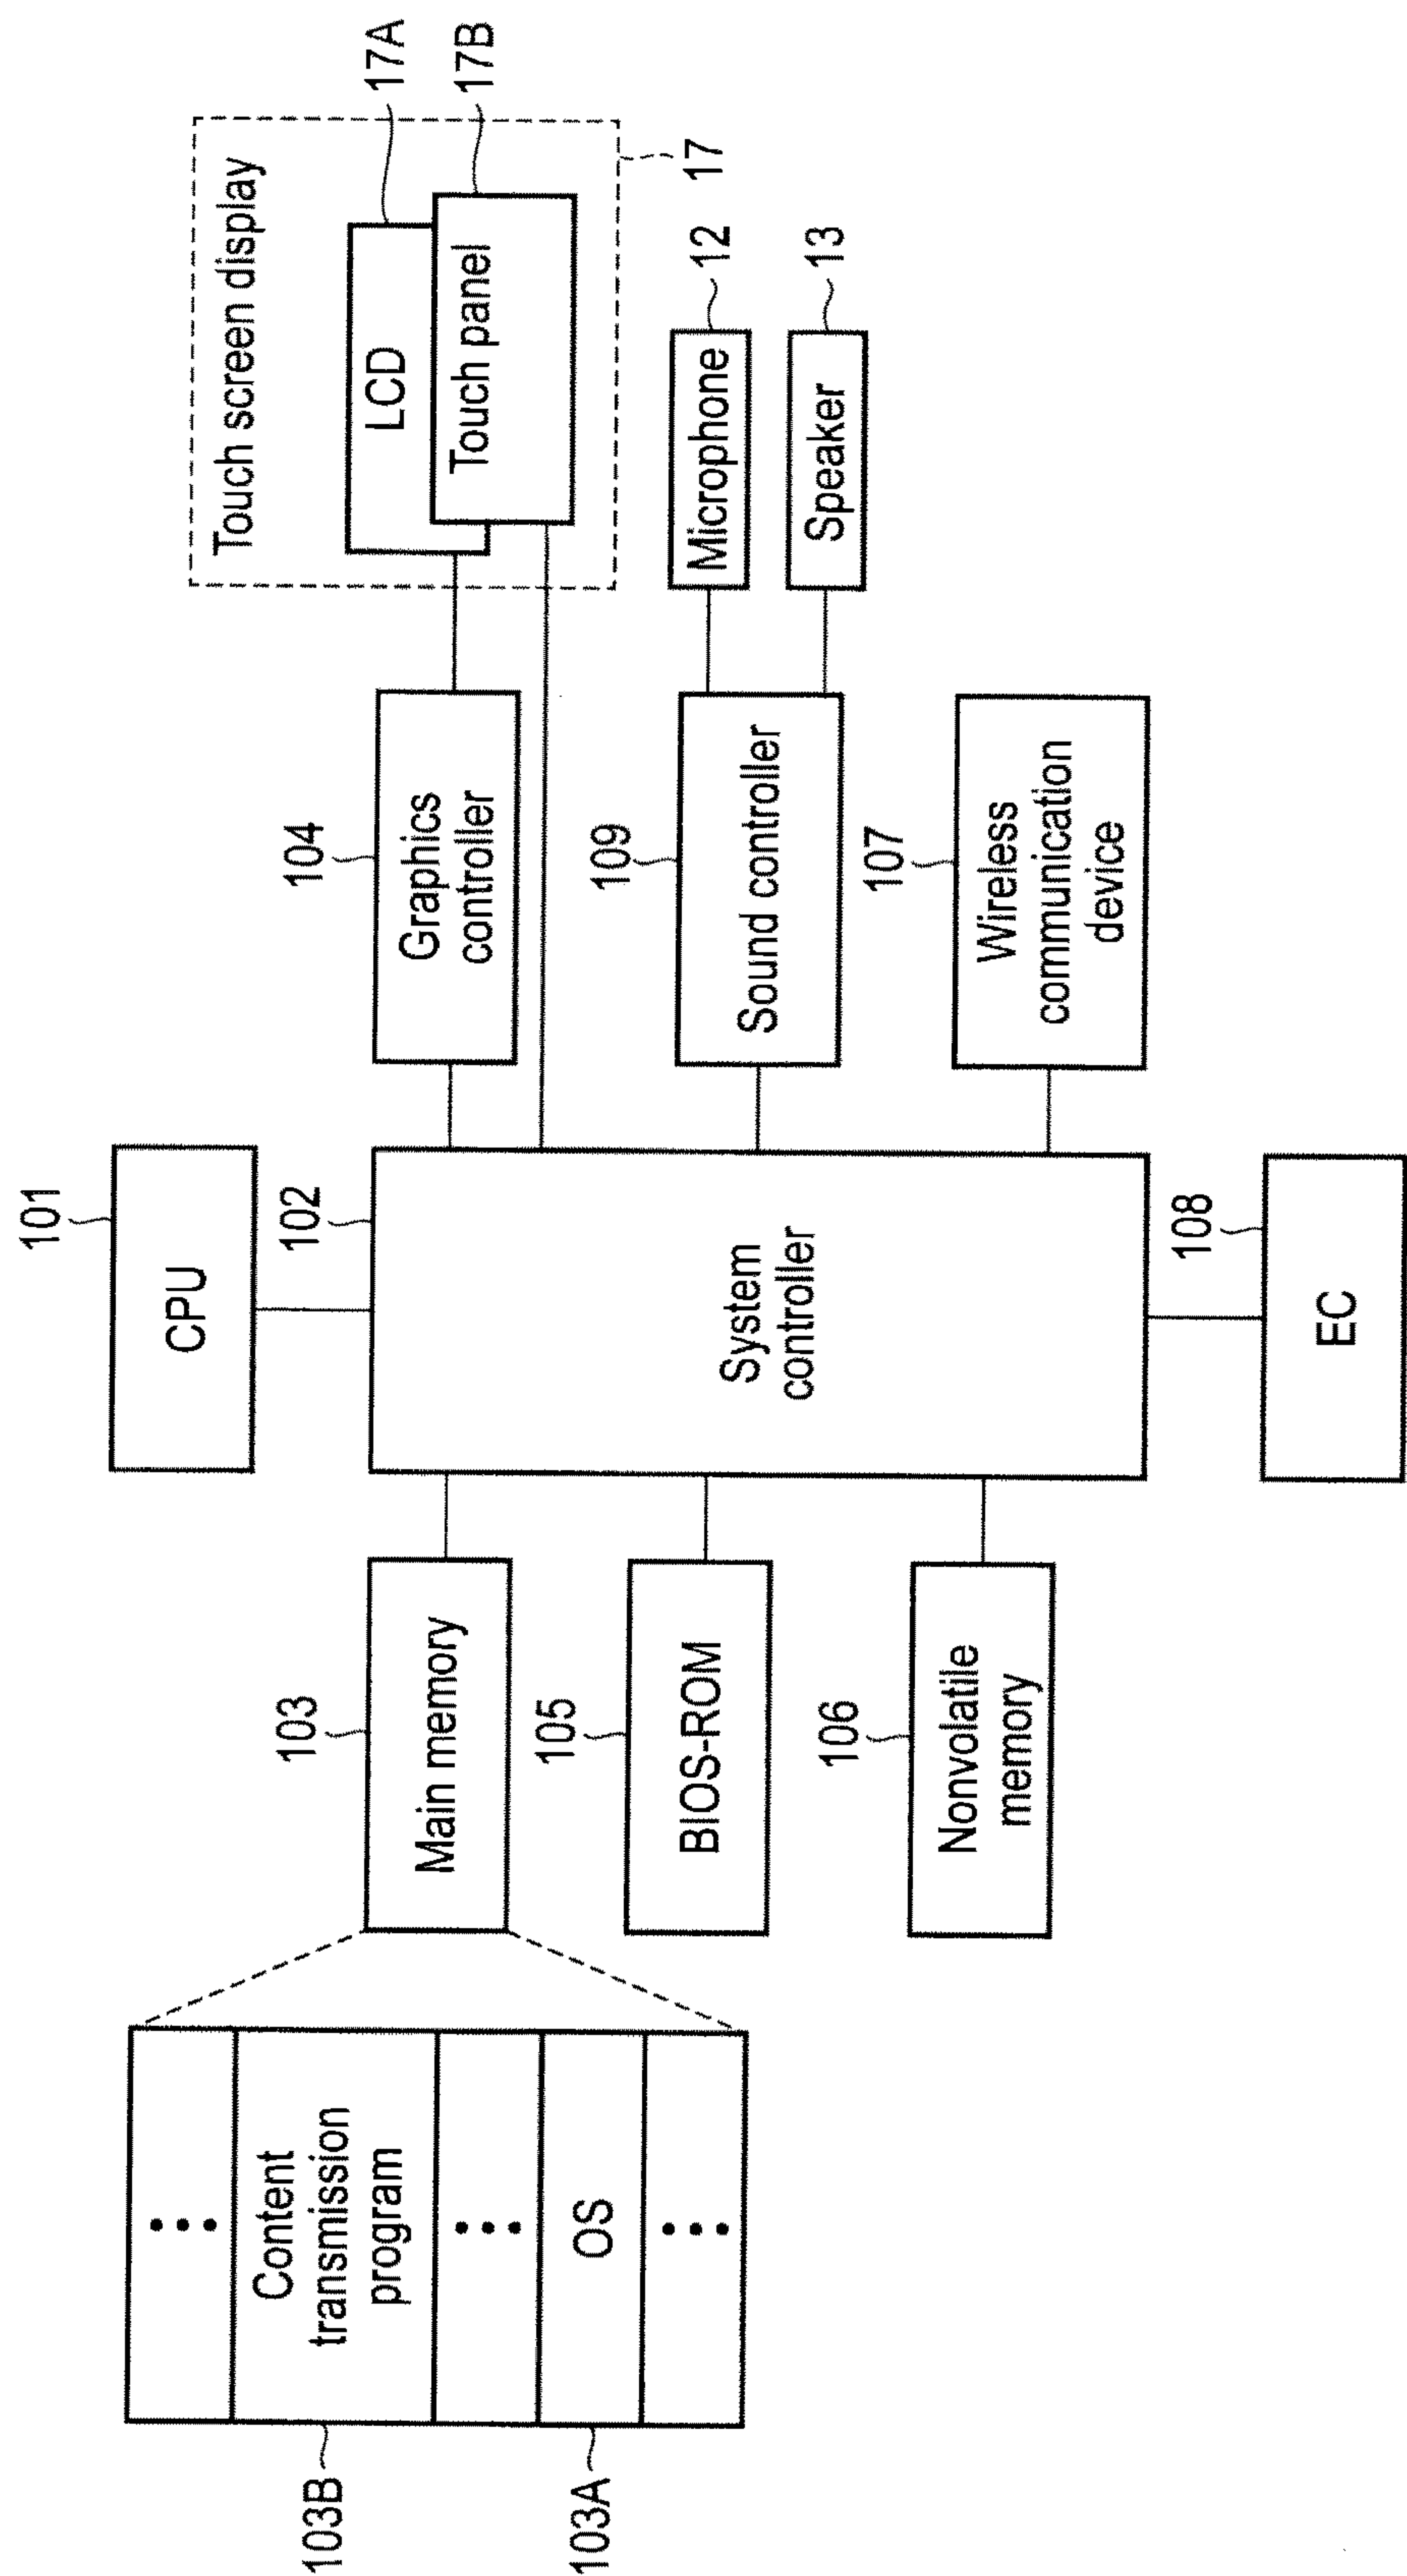 101
CPU
Touch screen display
17A
LCD
17B
Touch panel
17
104
Graphics
controller
102
System
controller
103
Main memory
Content
transmission
program
103B
OS
103A
105
BIOS-ROM
109
Sound controller
Microphone
12
Speaker
13
106
Nonvolatile
memory
107
Wireless
communication
device
108
EC